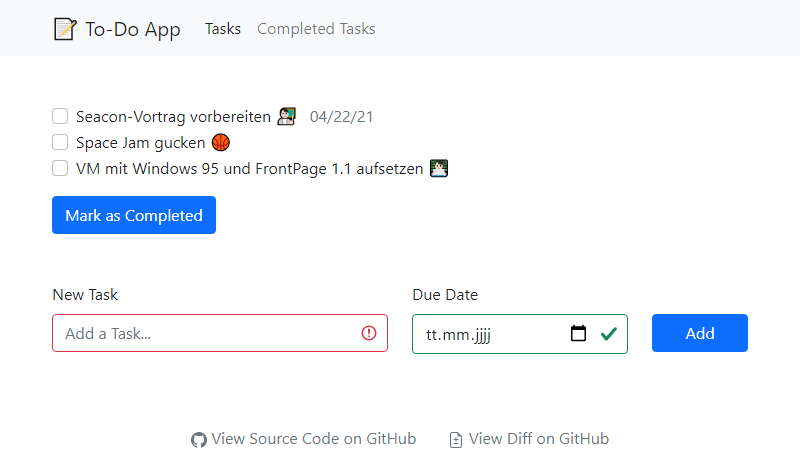 To-Do App Tasks Completed Tasks
Seacon-Vortrag vorbereiten 04/22/21
Space Jam gucken
VM mit Windows 95 und FrontPage 1.1 aufsetzen
Mark as Completed
New Task Due Date
Add a Task... tt.mm.jjjj Add
View Source Code on GitHub View Diff on GitHub